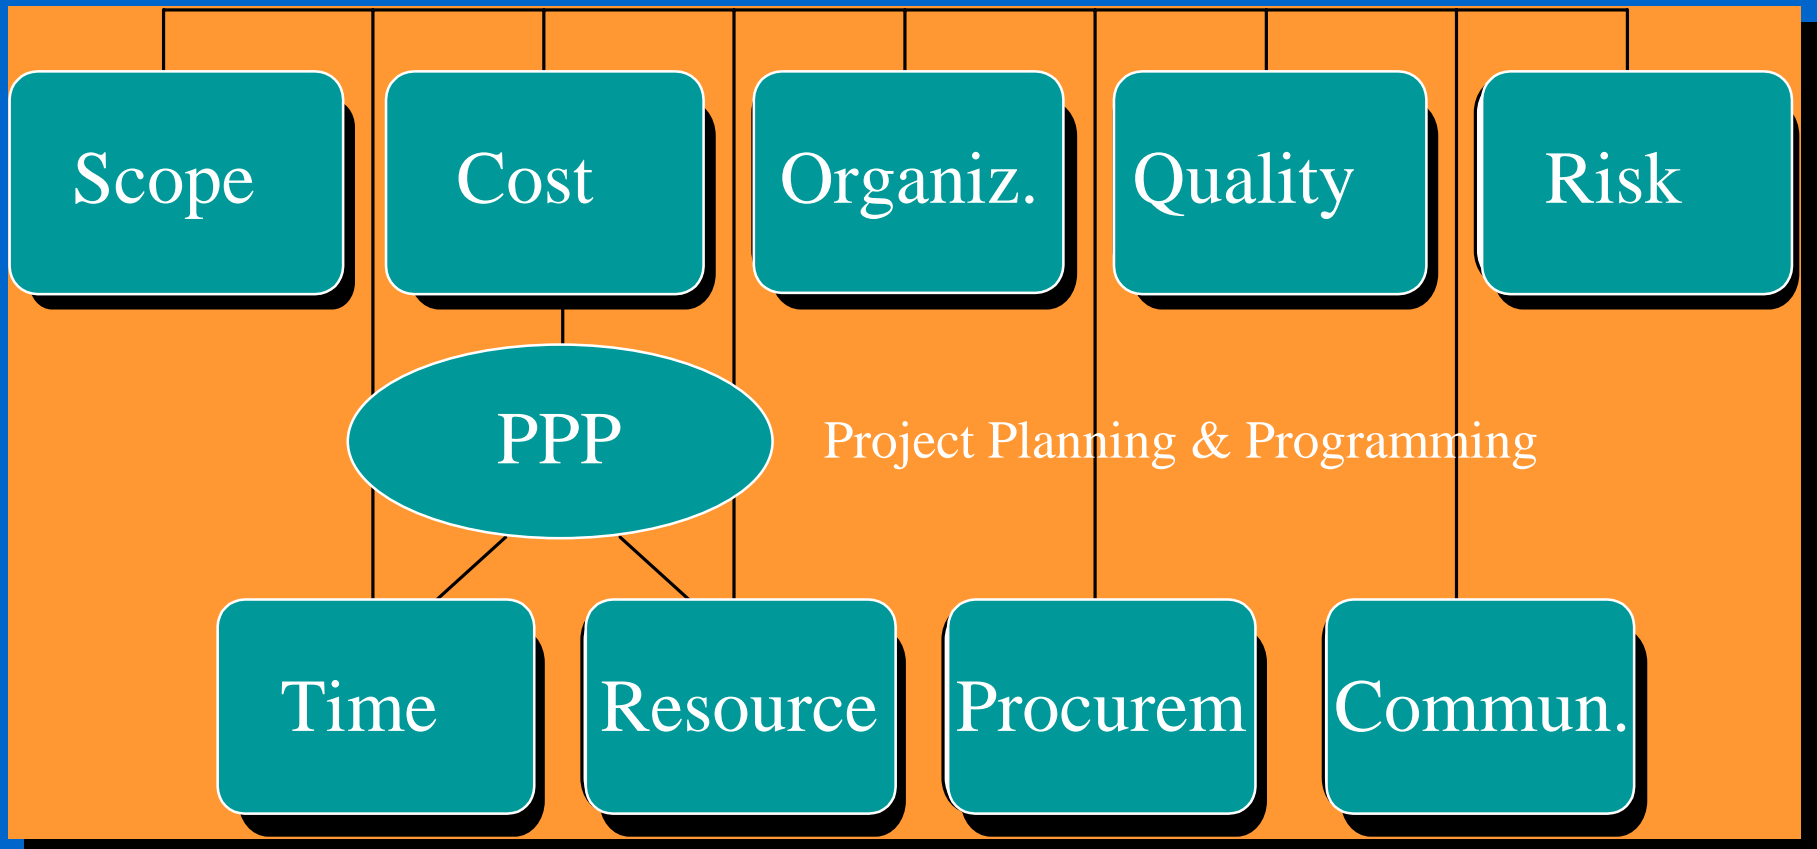 Scope
Cost
Organiz.
Quality
Risk
PPP
Project Planning & Programming
Time
Resource
Procurem
Commun.